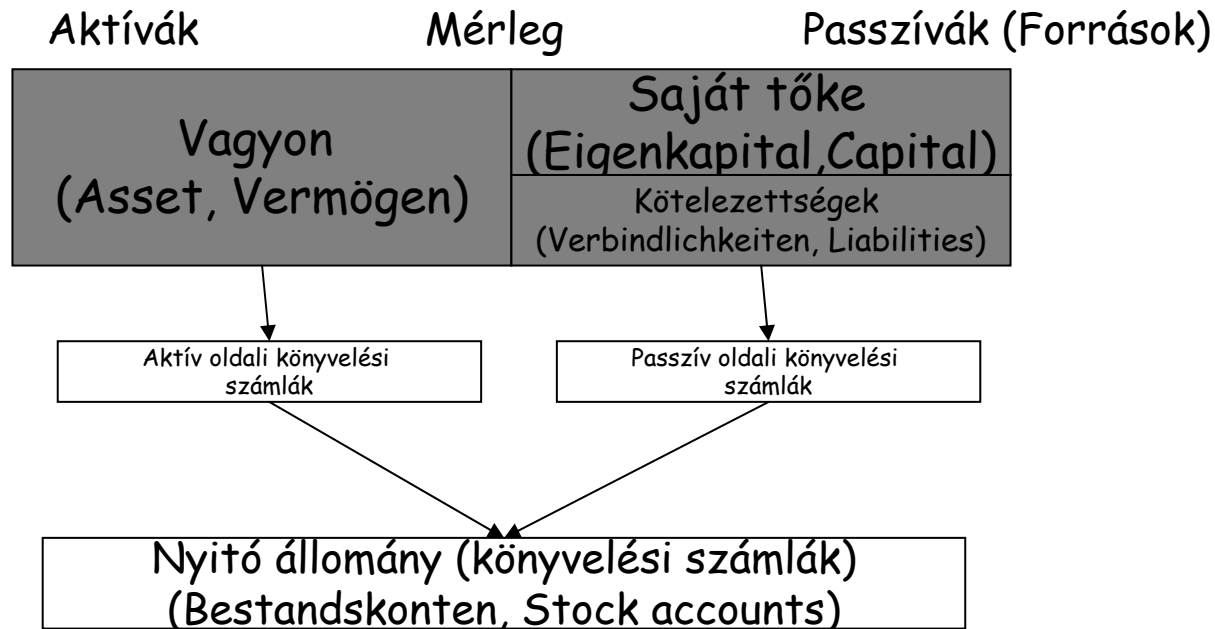 Aktívák Mérleg Passzívák (Források)
Vagyon
(Asset, Vermögen)
Saját tőke
(Eigenkapital,Capital)
Kötelezettségek
(Verbindlichkeiten, Liabilities)
Aktív oldali könyvelési
számlák
Passzív oldali könyvelési
számlák
Nyitó állomány (könyvelési számlák)
(Bestandskonten, Stock accounts)